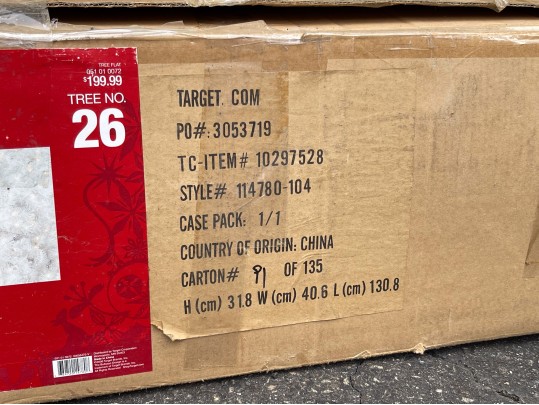 TREE FLAT
051 01 0072
$199.99
TREE NO.
26
TARGET. COM
PO#: 3053719
TC-ITEM# 10297528
STYLE# 114780-104
CASE PACK: 1/1
COUNTRY OF ORIGIN: CHINA
CARTON# 91 OF 135
H (cm) 31.8 W (cm) 40.6 L (cm) 130.8